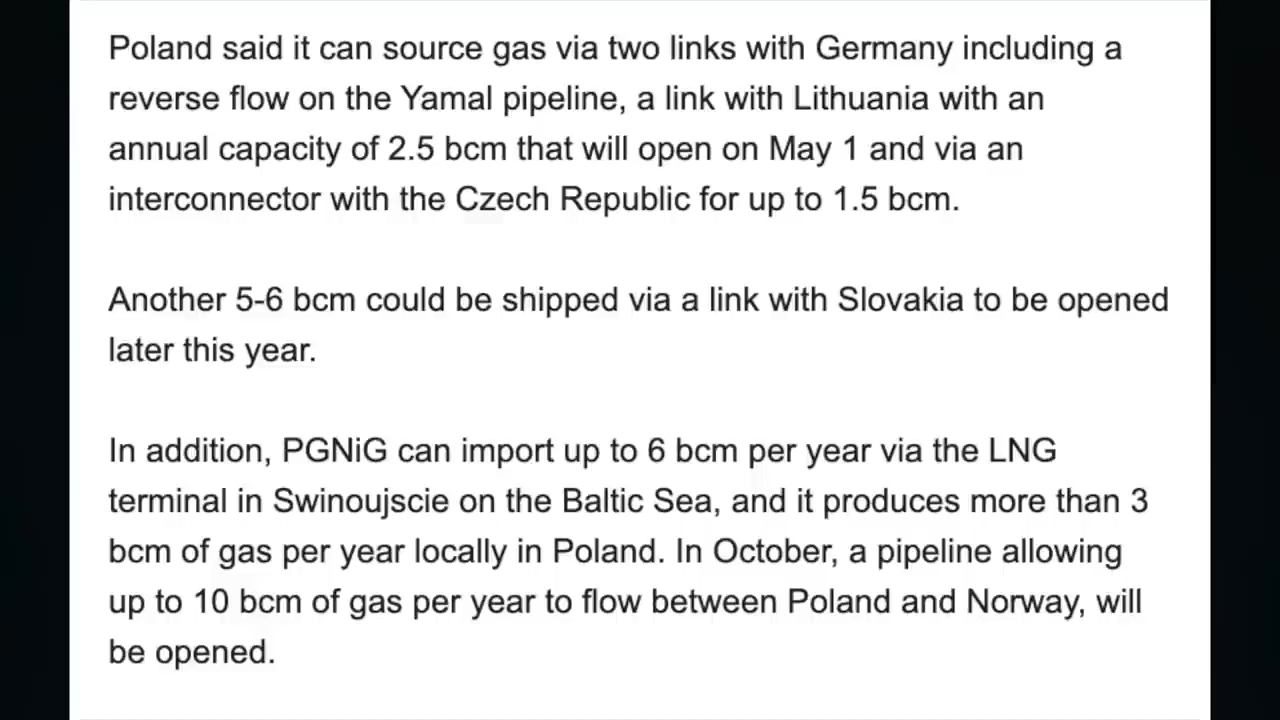 Poland said it can source gas via two links with Germany including a
reverse flow on the Yamal pipeline, a link with Lithuania with an
annual capacity of 2.5 bcm that will open on May 1 and via an
interconnector with the Czech Republic for up to 1.5 bcm.
Another 5-6 bcm could be shipped via a link with Slovakia to be opened
later this year.
In addition, PGNiG can import up to 6 bcm per year via the LNG
terminal in Swinoujscie on the Baltic Sea, and it produces more than 3
bcm of gas per year locally in Poland. In October, a pipeline allowing
up to 10 bcm of gas per year to flow between Poland and Norway, will
be opened.